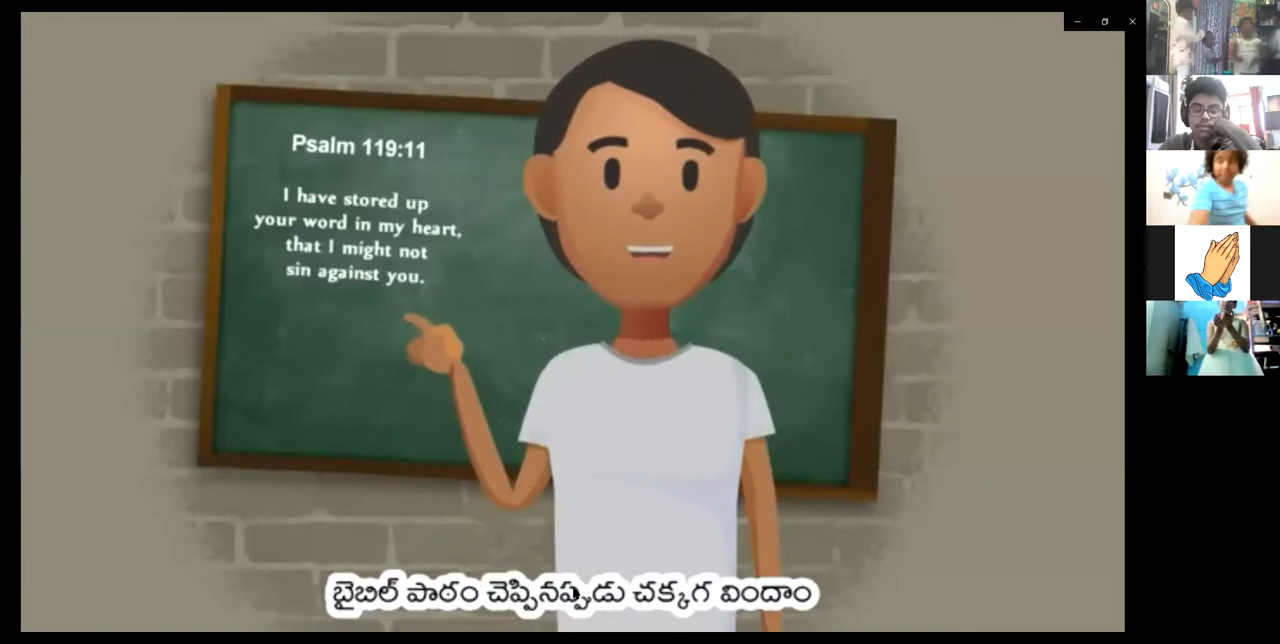 Psalm 119:11
I have stored up
your word in my heart,
that I might not
sin against you.
బైబిల్ పాఠం చెప్పినప్పుడు చక్కగ విందాం